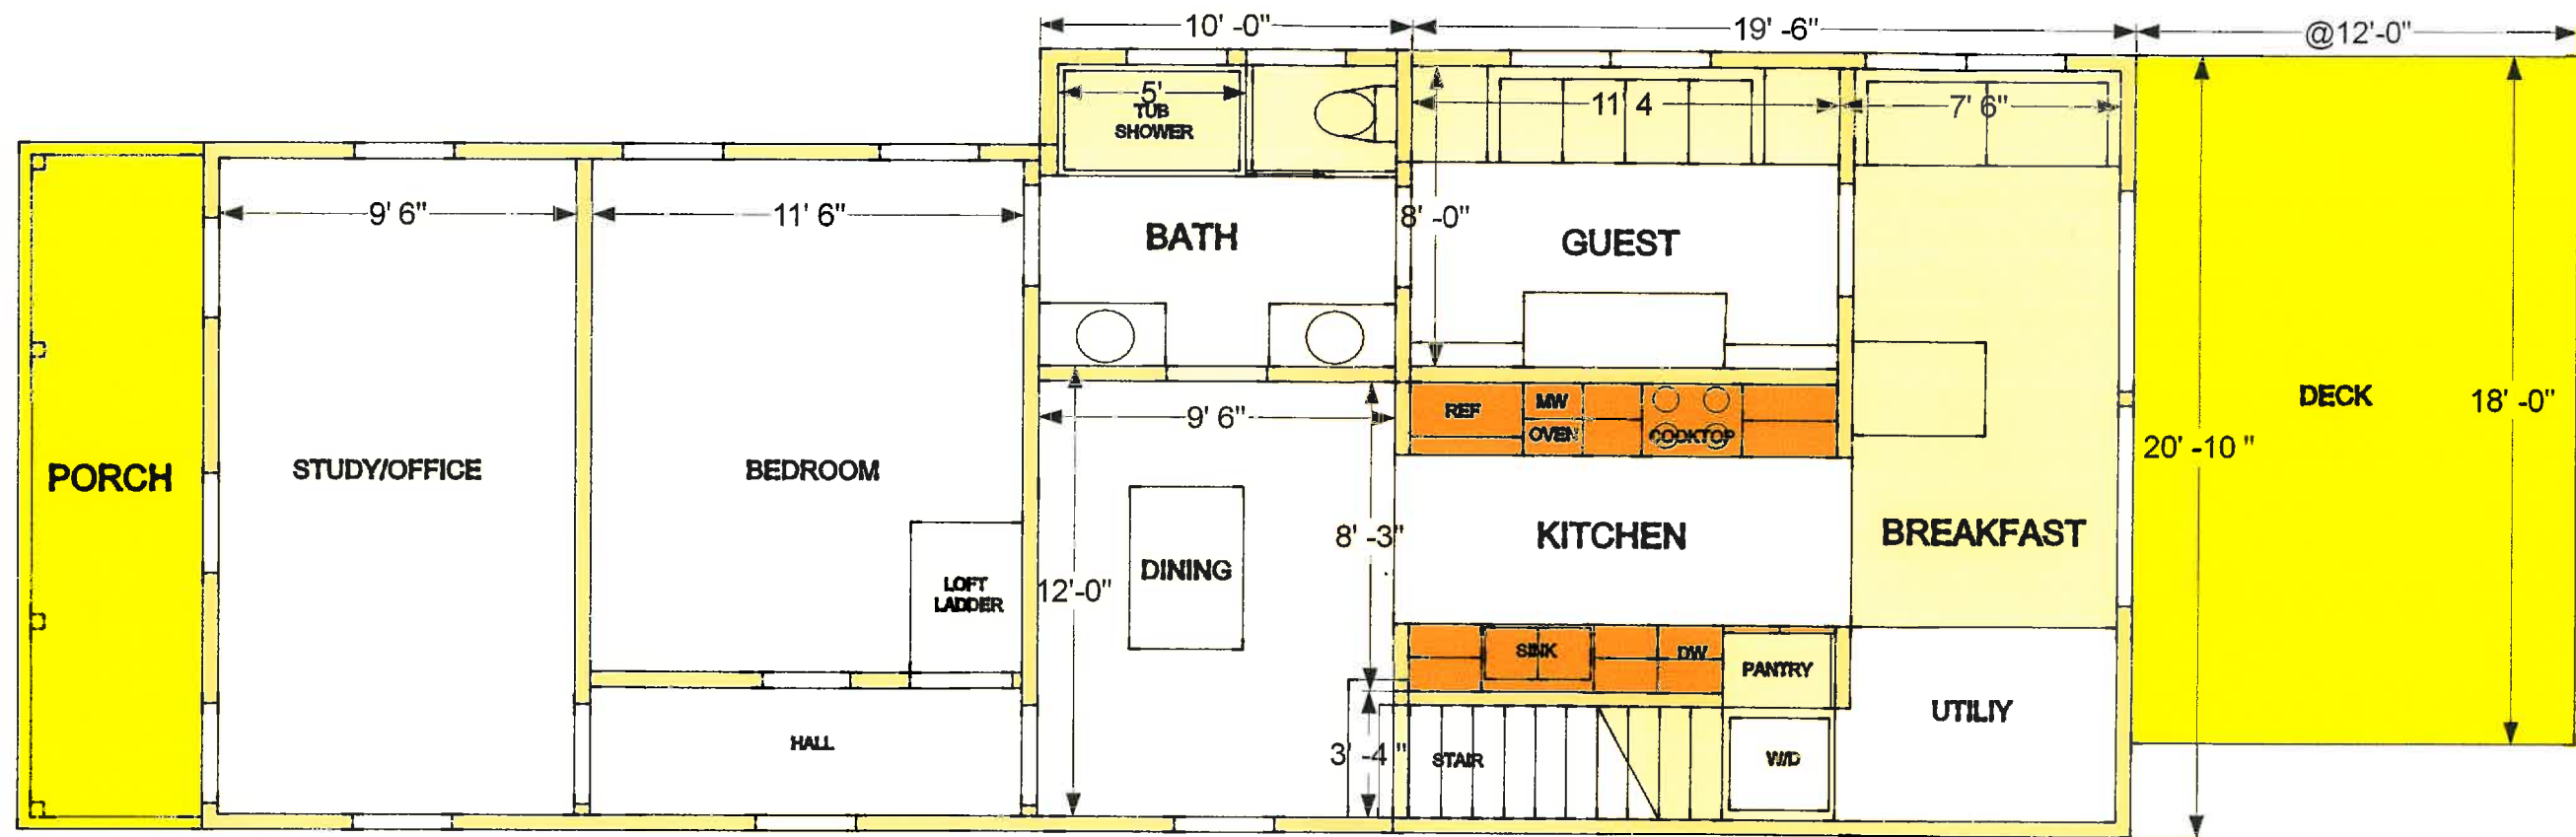 10' -0"
19' -6"
@12'-0"
5'
TUB
SHOWER
11' 4
7' 6"
9' 6"
11' 6"
BATH
8' -0"
GUEST
REF
MW
OVEN
COOKTOP
9' 6"
DECK
18' -0"
20' -10 "
PORCH
STUDY/OFFICE
BEDROOM
8' -3"
KITCHEN
BREAKFAST
DINING
LOFT
LADDER
12'-0"
SINK
DW
PANTRY
UTILIY
HALL
3' -4 "
STAIR
W/D